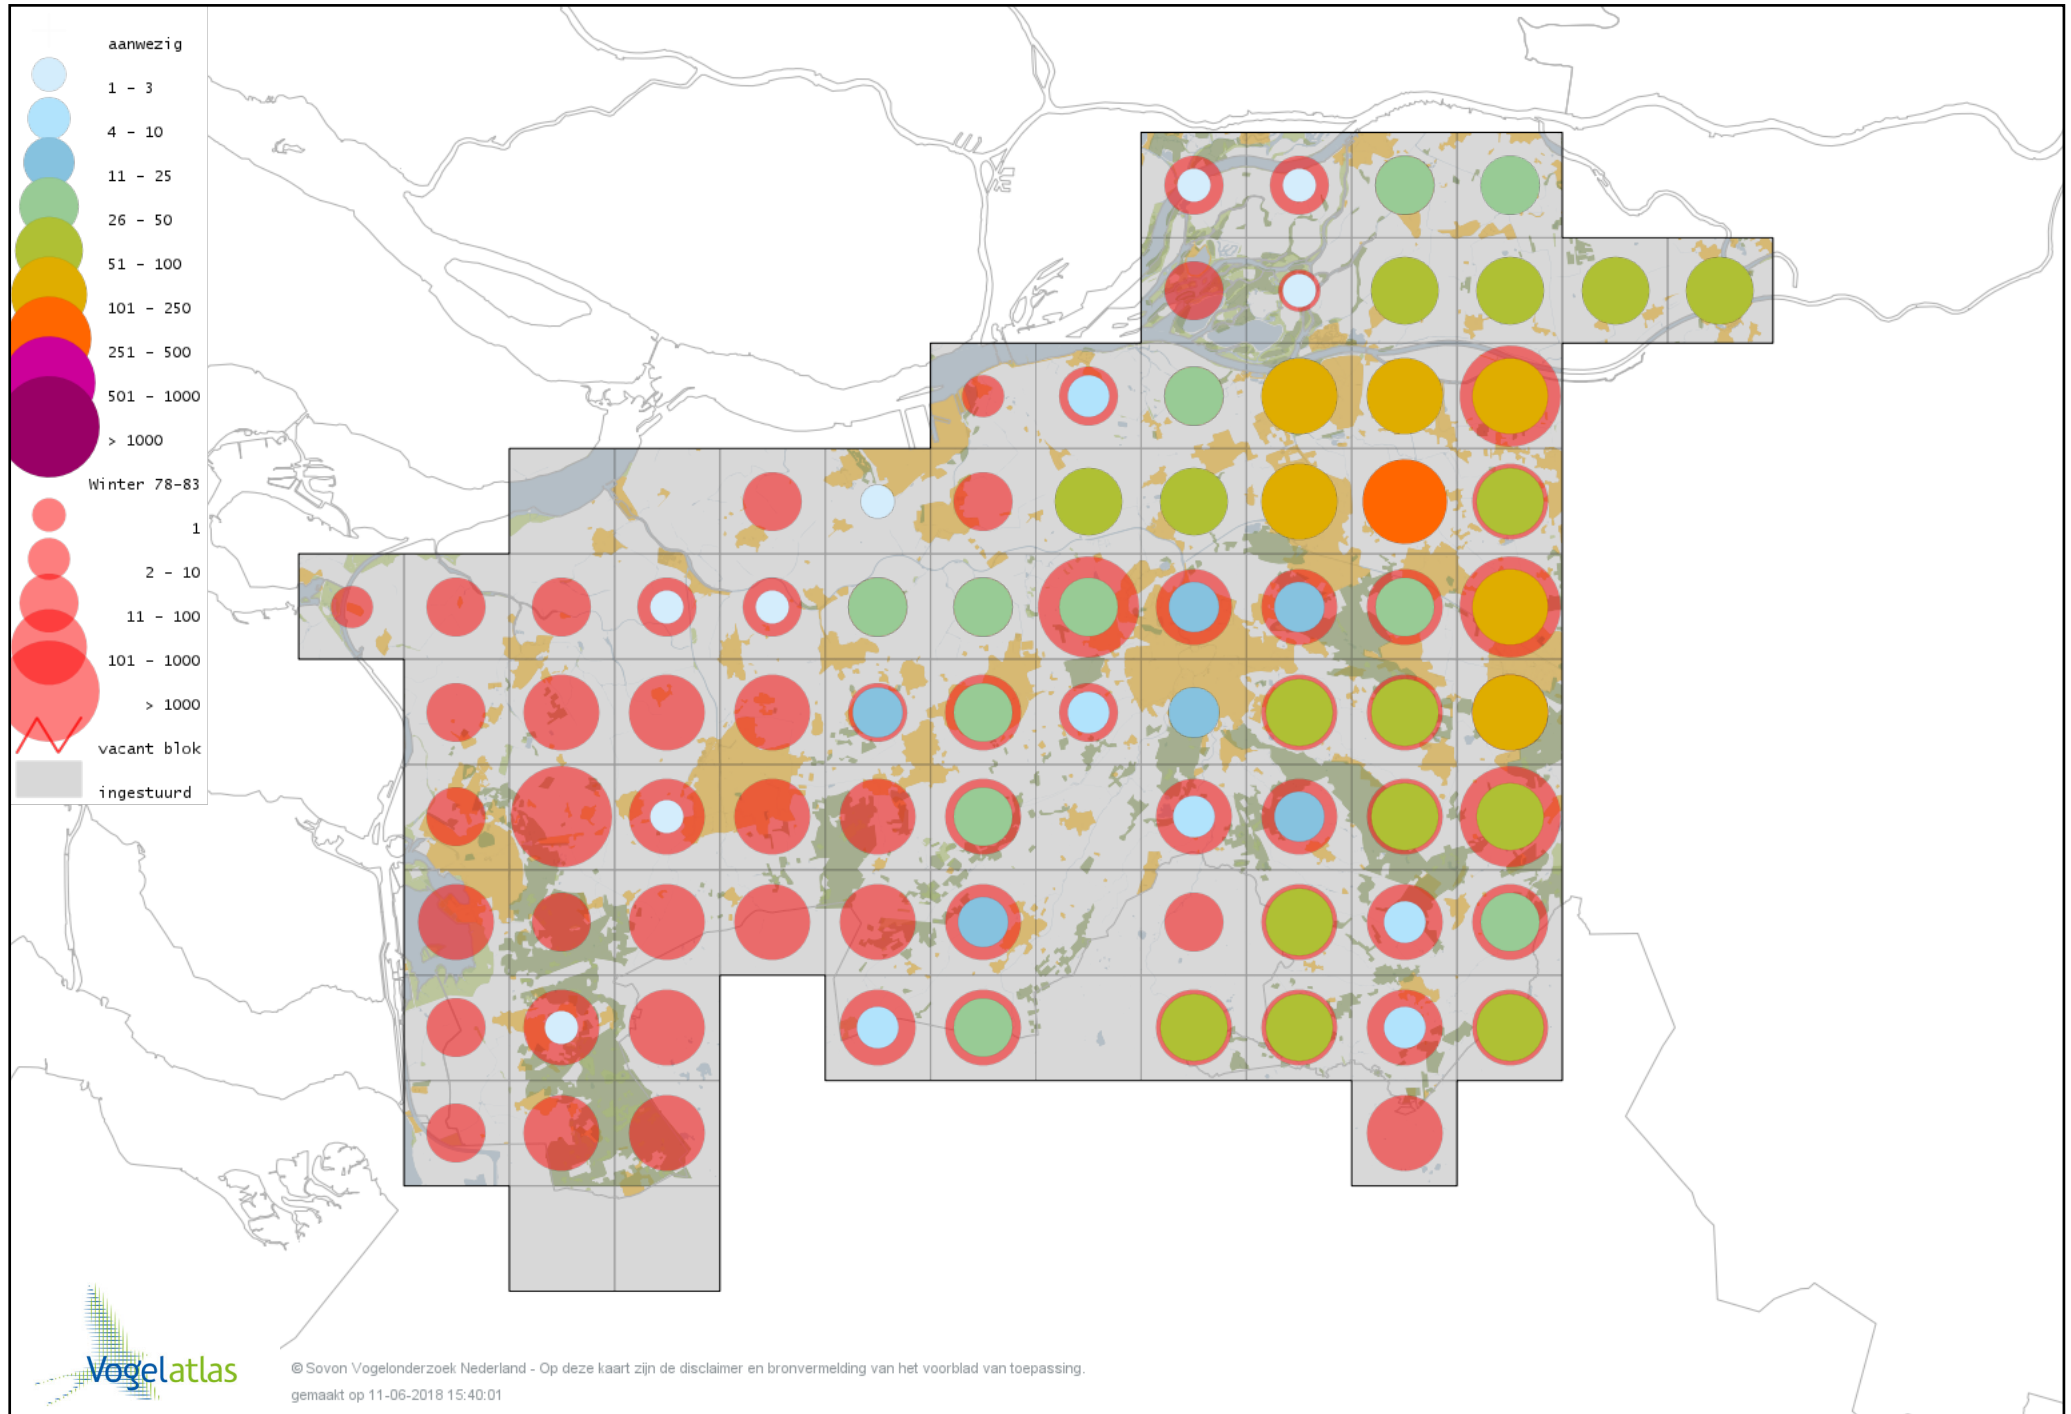 aanwezig
1 - 3
4 - 10
11 - 25
26 - 50
51 - 100
101 - 250
251 - 500
501 - 1000
> 1000
Winter 78-83
1
2 - 10
11 - 100
101 - 1000
> 1000
vacant blok
ingestuurd
Vogelatlas
© Sovon Vogelonderzoek Nederland - Op deze kaart zijn de disclaimer en bronvermelding van het voorblad van toepassing.
gemaakt op 11-06-2018 15:40:01